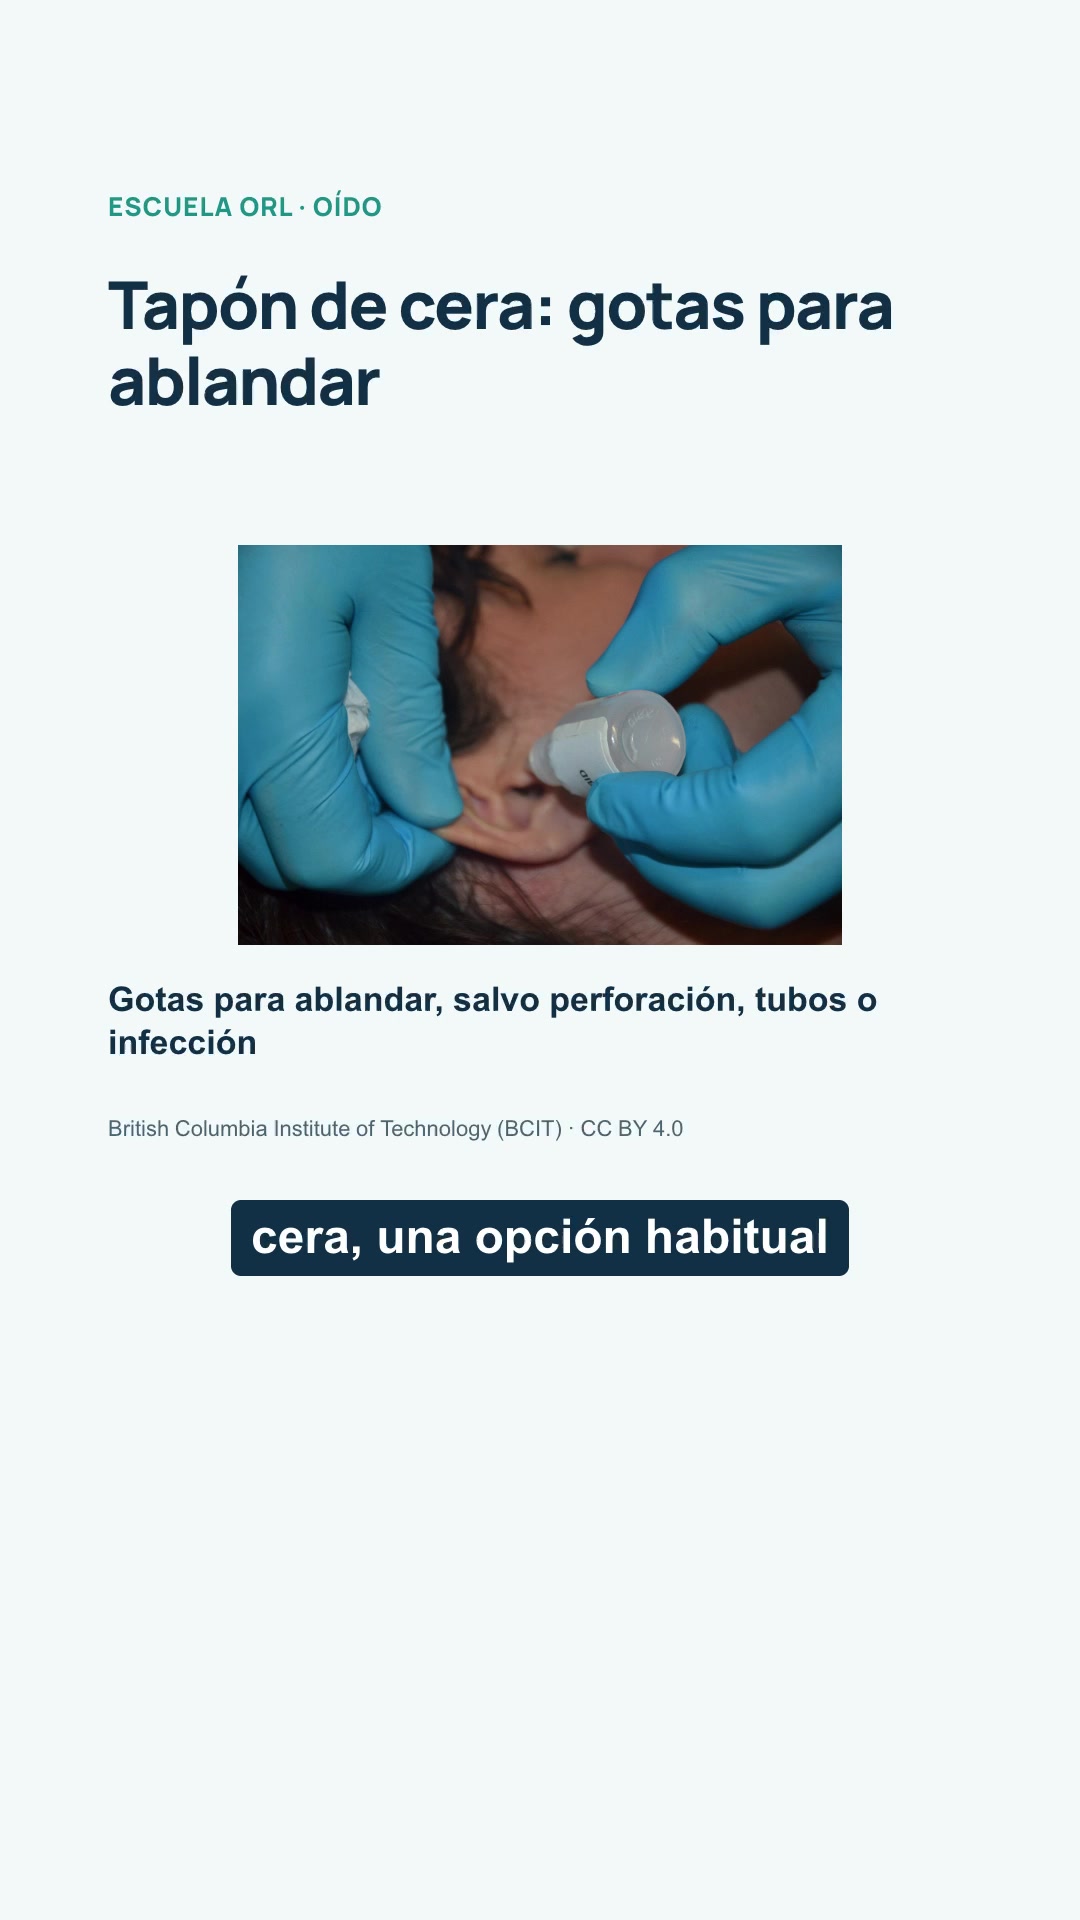 ESCUELA ORL · OÍDO
Tapón de cera: gotas para
ablandar
Gotas para ablandar, salvo perforación, tubos o
infección
British Columbia Institute of Technology (BCIT) · CC BY 4.0
cera, una opción habitual